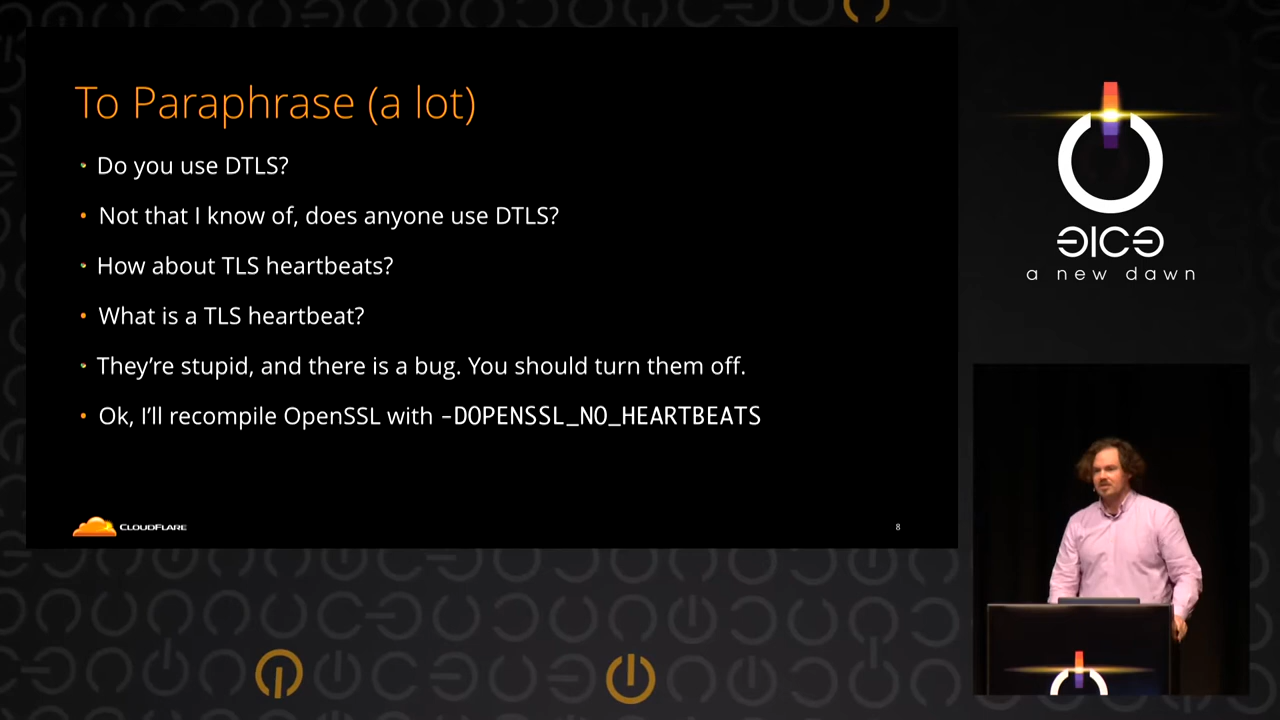 To Paraphrase (a lot)
• Do you use DTLS?
• Not that I know of, does anyone use DTLS?
• How about TLS heartbeats?
• What is a TLS heartbeat?
• They’re stupid, and there is a bug. You should turn them off.
• Ok, I’ll recompile OpenSSL with -DOPENSSL_NO_HEARTBEATS
CLOUDFLARE
8
31C3
a new dawn